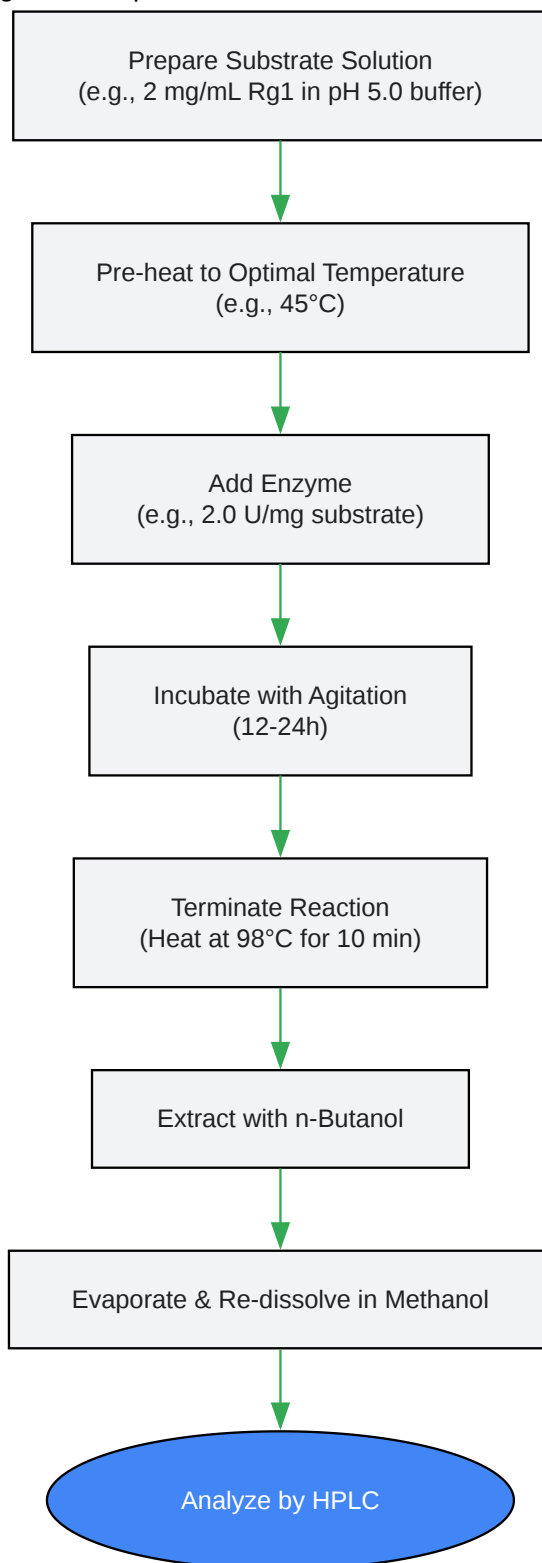 Prepare Substrate Solution
(e.g., 2 mg/mL Rg1 in pH 5.0 buffer)
Pre-heat to Optimal Temperature
(e.g., 45°C)
Add Enzyme
(e.g., 2.0 U/mg substrate)
Incubate with Agitation
(12-24h)
Terminate Reaction
(Heat at 98°C for 10 min)
Extract with n-Butanol
Evaporate & Re-dissolve in Methanol
Analyze by HPLC